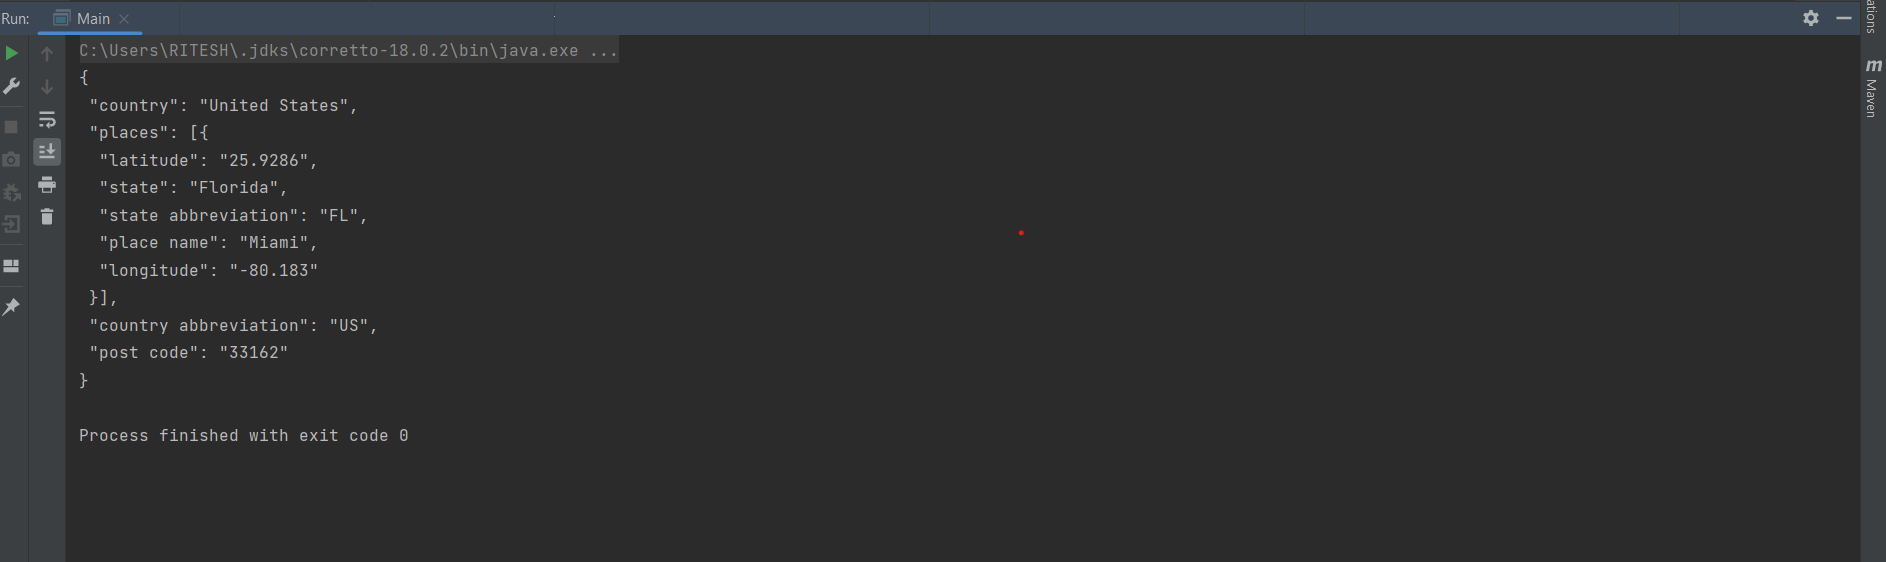 Run: Main
C:\Users\RITESH\.jdks\corretto-18.0.2\bin\java.exe ...
{
 "country": "United States",
 "places": [{
  "latitude": "25.9286",
  "state": "Florida",
  "state abbreviation": "FL",
  "place name": "Miami",
  "longitude": "-80.183"
 }],
 "country abbreviation": "US",
 "post code": "33162"
}
Process finished with exit code 0
ations
m Maven